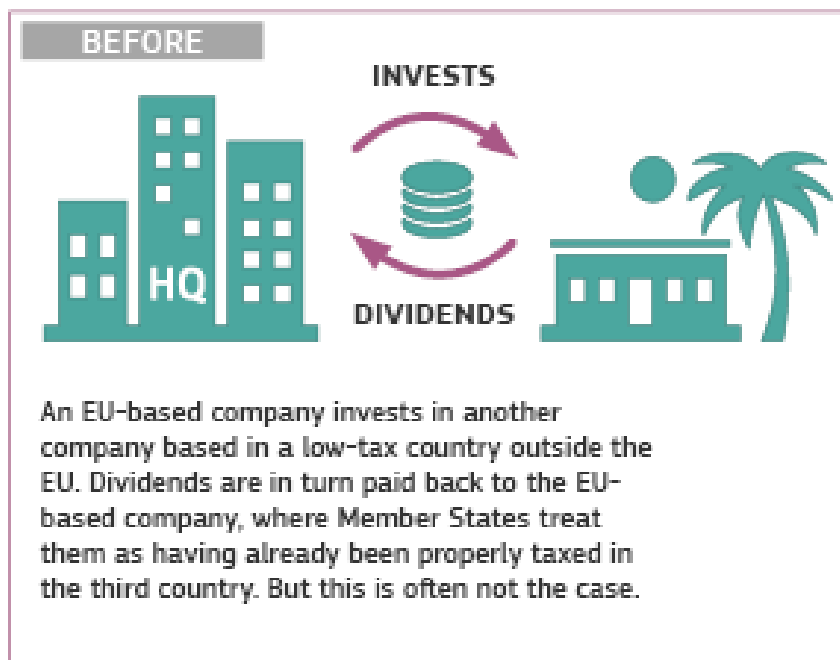 BEFORE
INVESTS
HQ
DIVIDENDS
An EU-based company invests in another
company based in a low-tax country outside the
EU. Dividends are in turn paid back to the EU-
based company, where Member States treat
them as having already been properly taxed in
the third country. But this is often not the case.